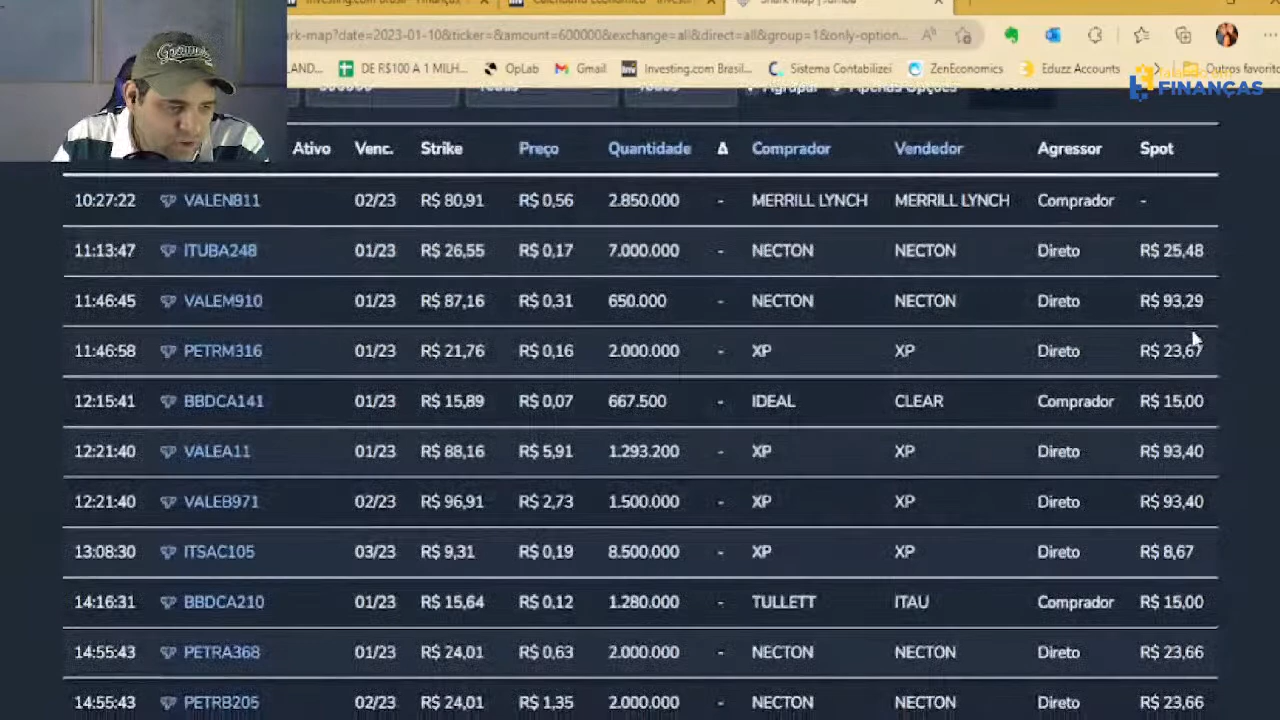 Investing.com Brasil - Finanças,
Calendário Econômico - Investi
Shark Map | Jumba
ark-map?date=2023-01-10&ticker=&amount=600000&exchange=all&direct=all&group=1&only-option...
LAND...
DE R$100 A 1 MILH...
OpLab
Gmail
Investing.com Brasil...
Sistema Contabilizei
ZenEconomics
Eduzz Accounts
Outros favorito
FINANÇAS
Agrupar
Apenas Opções
Ativo Venc. Strike Preço Quantidade Δ Comprador Vendedor Agressor Spot
10:27:22 VALEN811 02/23 R$ 80,91 R$ 0,56 2.850.000 - MERRILL LYNCH MERRILL LYNCH Comprador -
11:13:47 ITUBA248 01/23 R$ 26,55 R$ 0,17 7.000.000 - NECTON NECTON Direto R$ 25,48
11:46:45 VALEM910 01/23 R$ 87,16 R$ 0,31 650.000 - NECTON NECTON Direto R$ 93,29
11:46:58 PETRM316 01/23 R$ 21,76 R$ 0,16 2.000.000 - XP XP Direto R$ 23,67
12:15:41 BBDCA141 01/23 R$ 15,89 R$ 0,07 667.500 - IDEAL CLEAR Comprador R$ 15,00
12:21:40 VALEA11 01/23 R$ 88,16 R$ 5,91 1.293.200 - XP XP Direto R$ 93,40
12:21:40 VALEB971 02/23 R$ 96,91 R$ 2,73 1.500.000 - XP XP Direto R$ 93,40
13:08:30 ITSAC105 03/23 R$ 9,31 R$ 0,19 8.500.000 - XP XP Direto R$ 8,67
14:16:31 BBDCA210 01/23 R$ 15,64 R$ 0,12 1.280.000 - TULLETT ITAU Comprador R$ 15,00
14:55:43 PETRA368 01/23 R$ 24,01 R$ 0,63 2.000.000 - NECTON NECTON Direto R$ 23,66
14:55:43 PETRB205 02/23 R$ 24,01 R$ 1,35 2.000.000 - NECTON NECTON Direto R$ 23,66